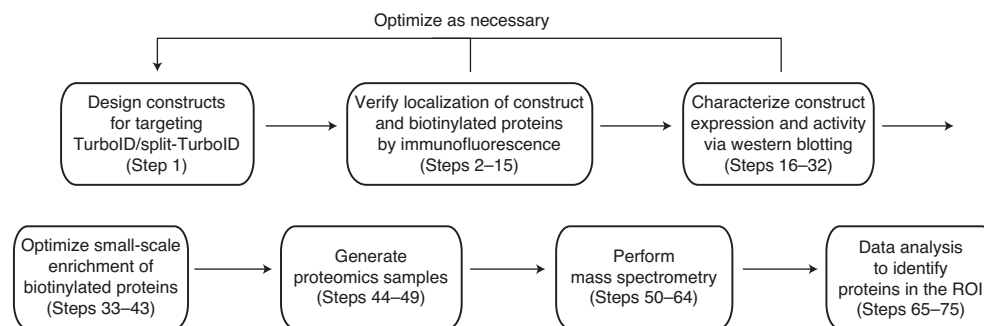 Optimize as necessary
Design constructs
for targeting
TurboID/split-TurboID
(Step 1)
Verify localization of construct
and biotinylated proteins
by immunofluorescence
(Steps 2–15)
Characterize construct
expression and activity
via western blotting
(Steps 16–32)
Optimize small-scale
enrichment of
biotinylated proteins
(Steps 33–43)
Generate
proteomics samples
(Steps 44–49)
Perform
mass spectrometry
(Steps 50–64)
Data analysis
to identify
proteins in the ROI
(Steps 65–75)